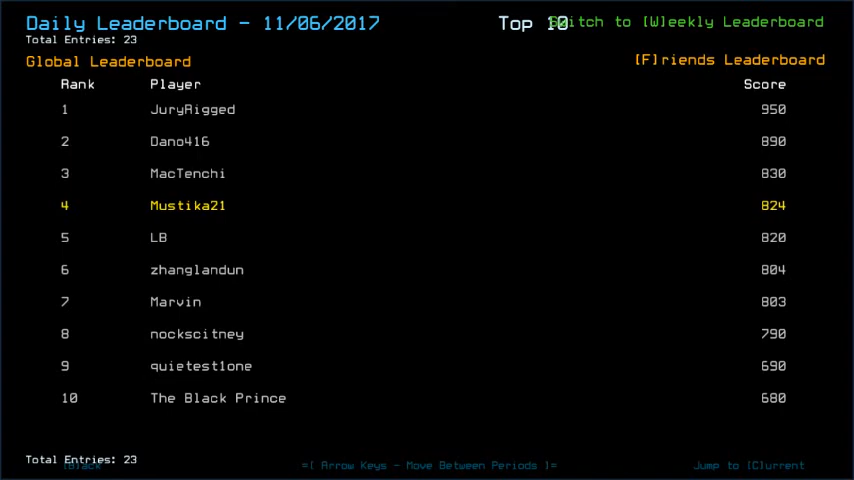 Daily Leaderboard - 11/06/2017 Top 10 Switch to [W]eekly Leaderboard
Total Entries: 23
Global Leaderboard [F]riends Leaderboard
Rank Player Score
1 JuryRigged 950
2 Dano416 890
3 MacTenchi 830
4 Mustika21 824
5 LB 820
6 zhanglandun 804
7 Marvin 803
8 nockscitney 790
9 quietest1one 690
10 The Black Prince 680
Total Entries: 23
[B]ack =[ Arrow Keys - Move Between Periods ]= Jump to [C]urrent